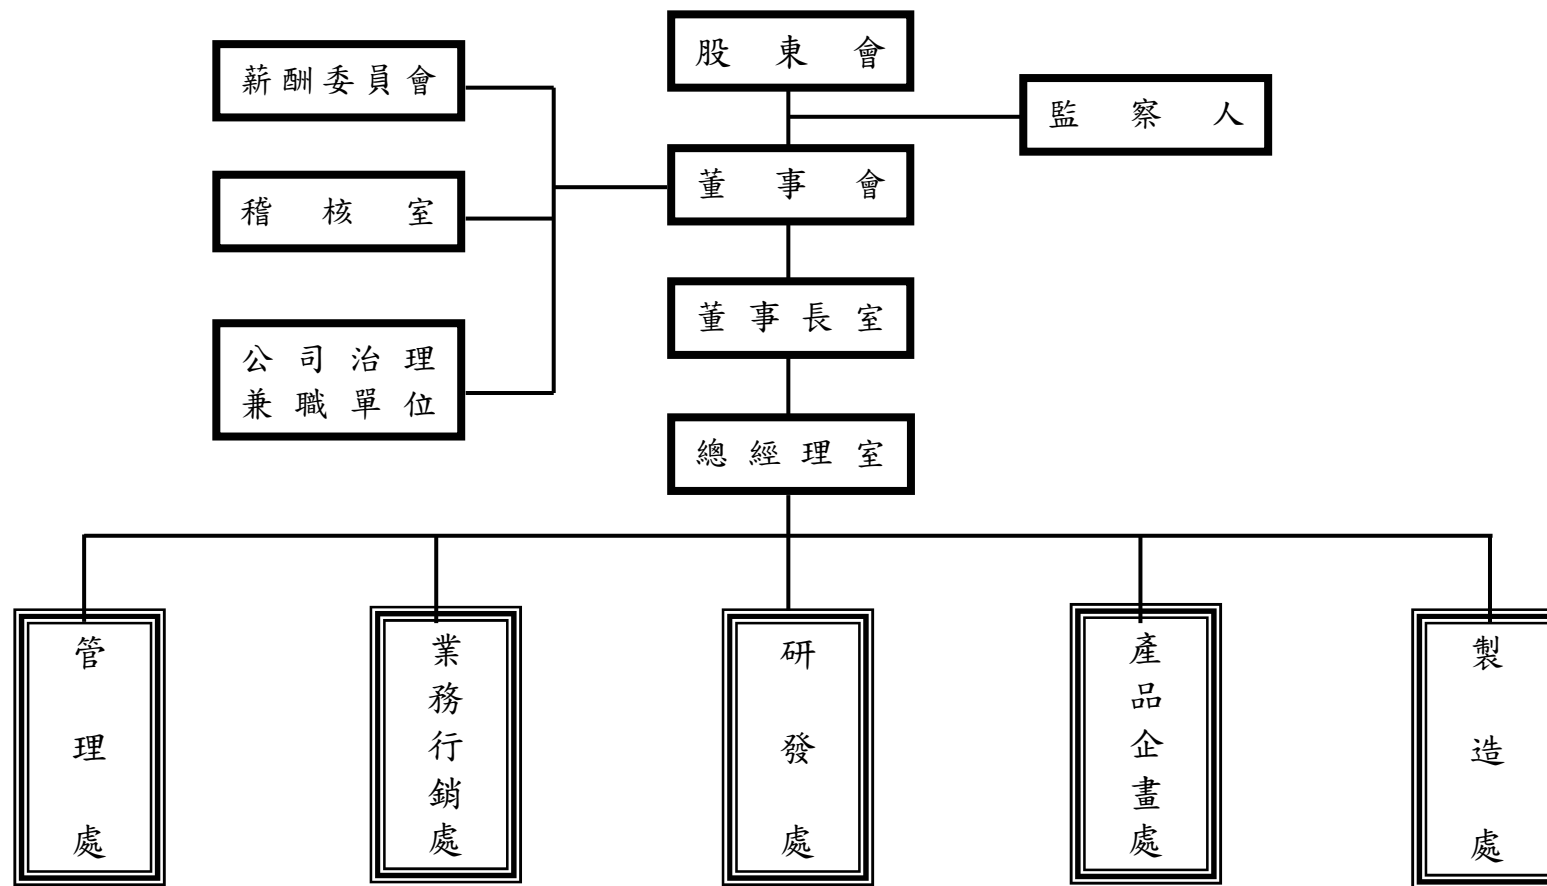 股東會
薪酬委員會
監察人
董事會
稽核室
董事長室
公司治理
兼職單位
總經理室
管理處
業務行銷處
研發處
產品企畫處
製造處